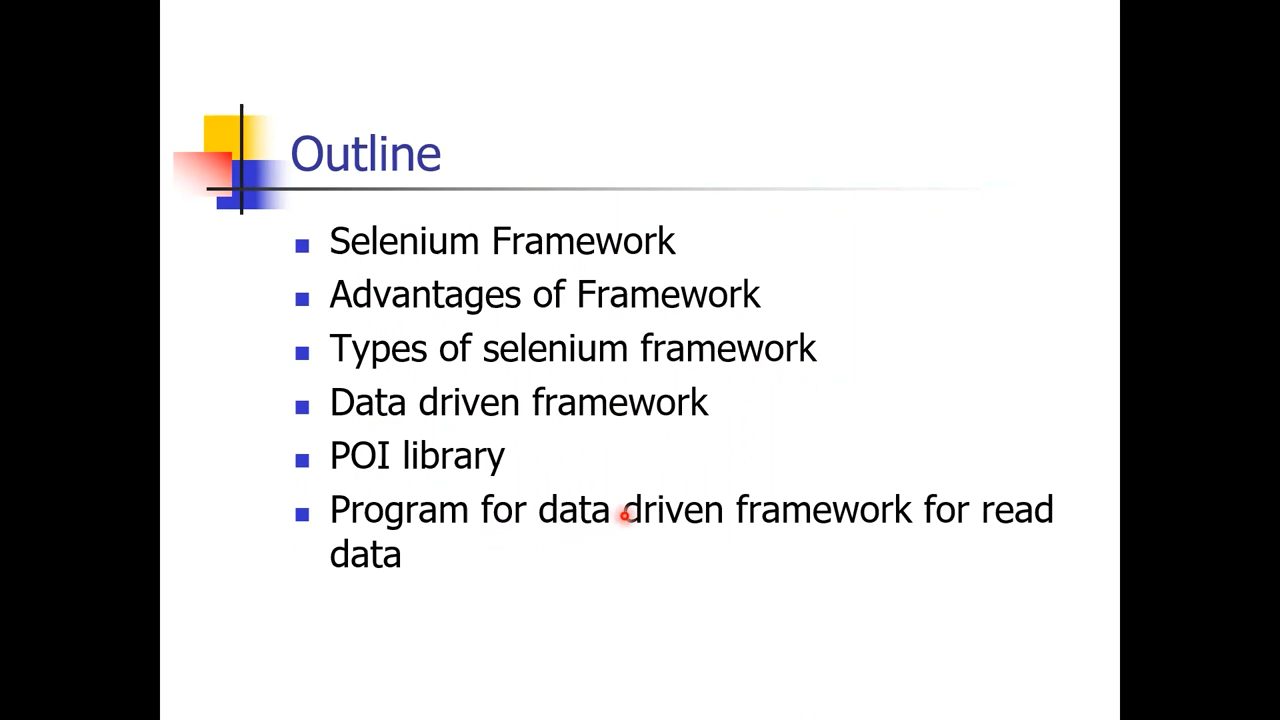 Outline
Selenium Framework
Advantages of Framework
Types of selenium framework
Data driven framework
POI library
Program for data driven framework for read
data